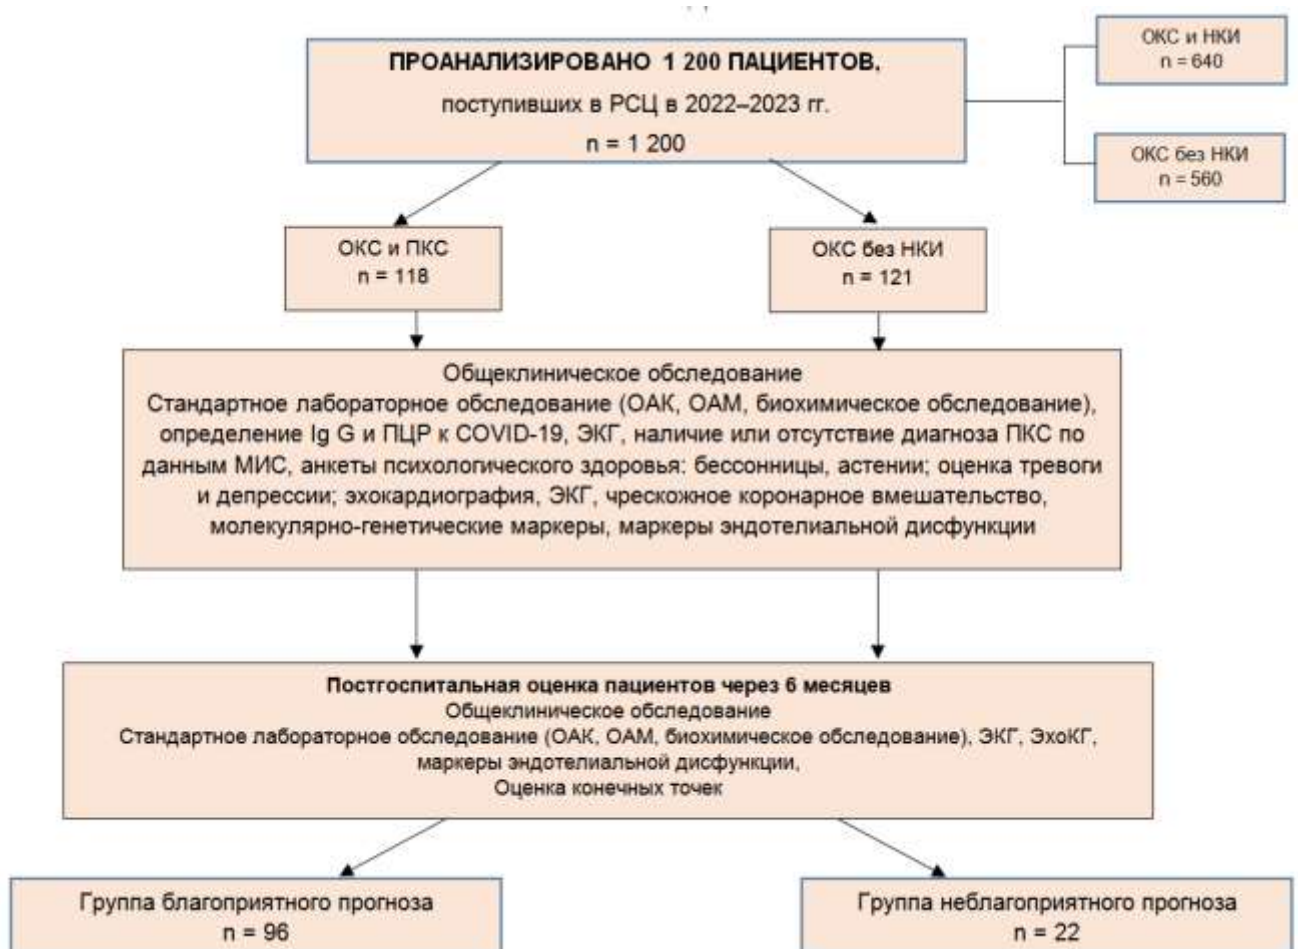 ПРОАНАЛИЗИРОВАНО 1 200 ПАЦИЕНТОВ,
поступивших в РСЦ в 2022–2023 гг.
n = 1 200
ОКС и НКИ
n = 640
ОКС без НКИ
n = 560
ОКС и ПКС
n = 118
ОКС без НКИ
n = 121
Общеклиническое обследование
Стандартное лабораторное обследование (ОАК, ОАМ, биохимическое обследование),
определение Ig G и ПЦР к COVID-19, ЭКГ, наличие или отсутствие диагноза ПКС по
данным МИС, анкеты психологического здоровья: бессонницы, астении; оценка тревоги
и депрессии; эхокардиография, ЭКГ, чрескожное коронарное вмешательство,
молекулярно-генетические маркеры, маркеры эндотелиальной дисфункции
Постгоспитальная оценка пациентов через 6 месяцев
Общеклиническое обследование
Стандартное лабораторное обследование (ОАК, ОАМ, биохимическое обследование), ЭКГ, ЭхоКГ,
маркеры эндотелиальной дисфункции,
Оценка конечных точек
Группа благоприятного прогноза
n = 96
Группа неблагоприятного прогноза
n = 22